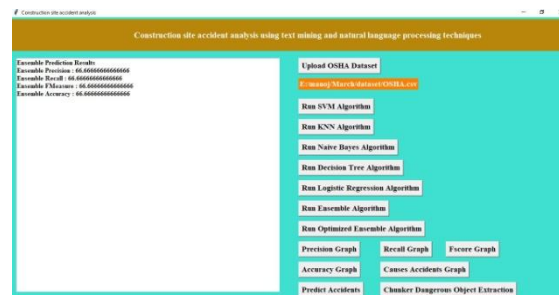 Construction site accident analysis
Construction site accident analysis using text mining and natural language processing techniques
Ensemble Prediction Results
Ensemble Precision : 66.66666666666666
Ensemble Recall : 66.66666666666666
Ensemble FMeasure : 66.66666666666666
Ensemble Accuracy : 66.66666666666666
Upload OSHA Dataset
E:/manoj/March/dataset/OSHA.csv
Run SVM Algorithm
Run KNN Algorithm
Run Naive Bayes Algorithm
Run Decision Tree Algorithm
Run Logistic Regression Algorithm
Run Ensemble Algorithm
Run Optimized Ensemble Algorithm
Precision Graph Recall Graph Fscore Graph
Accuracy Graph Causes Accidents Graph
Predict Accidents Chunker Dangerous Object Extraction